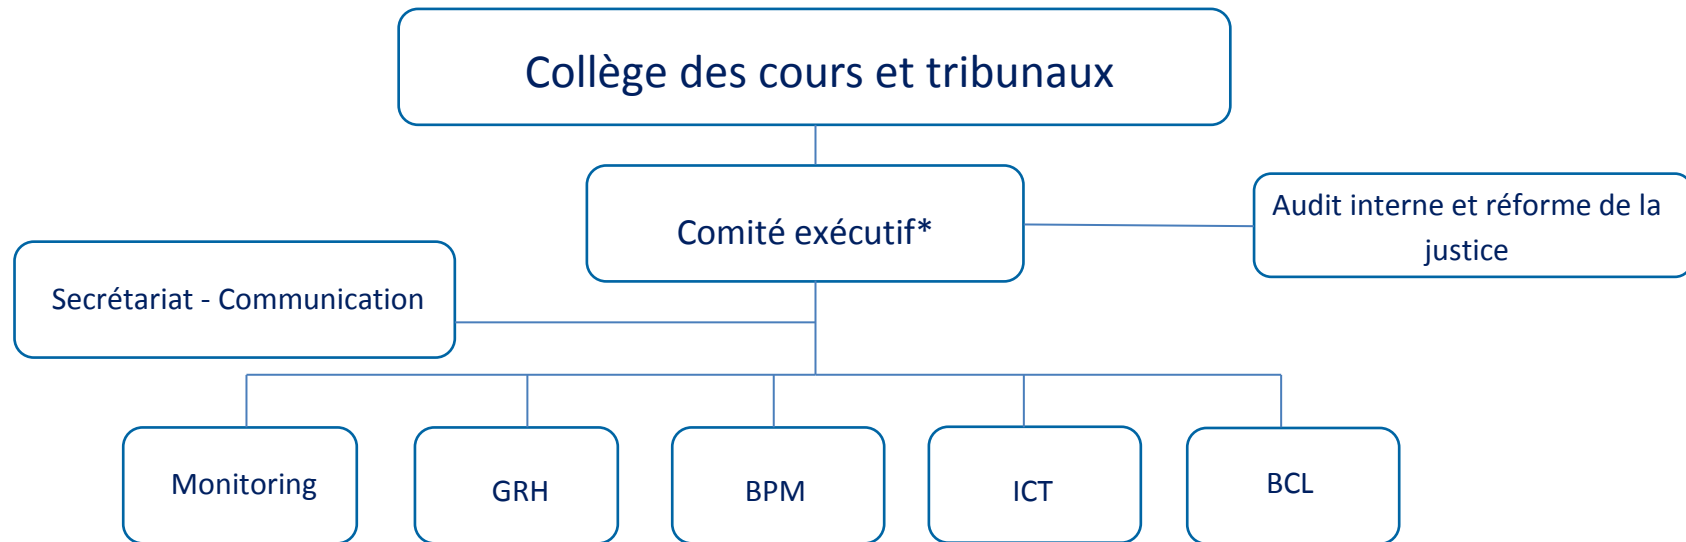 Collège des cours et tribunaux
Comité exécutif*
Audit interne et réforme de la
justice
Secrétariat - Communication
Monitoring
GRH
BPM
ICT
BCL